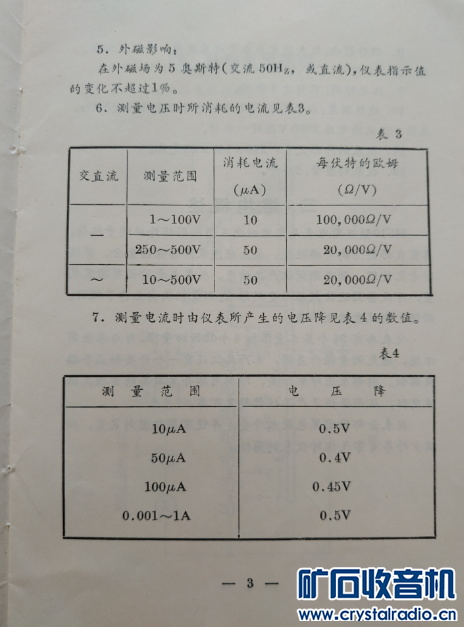 5. 外磁影响:
在外磁场为5奥斯特(交流50Hz, 或直流),仪表指示值
的变化不超过1%。
6. 测量电压时所消耗的电流见表3。
表 3
交直流 测量范围 消耗电流 (μA) 每伏特的欧姆 (Ω/V)
— 1～100V 10 100,000Ω/V
250～500V 50 20,000Ω/V
～ 10～500V 50 20,000Ω/V
7. 测量电流时由仪表所产生的电压降见表4的数值。
表4
测 量 范 围 电 压 降
10μA 0.5V
50μA 0.4V
100μA 0.45V
0.001～1A 0.5V
— 3 —
矿石收音机
www.crystalradio.cn